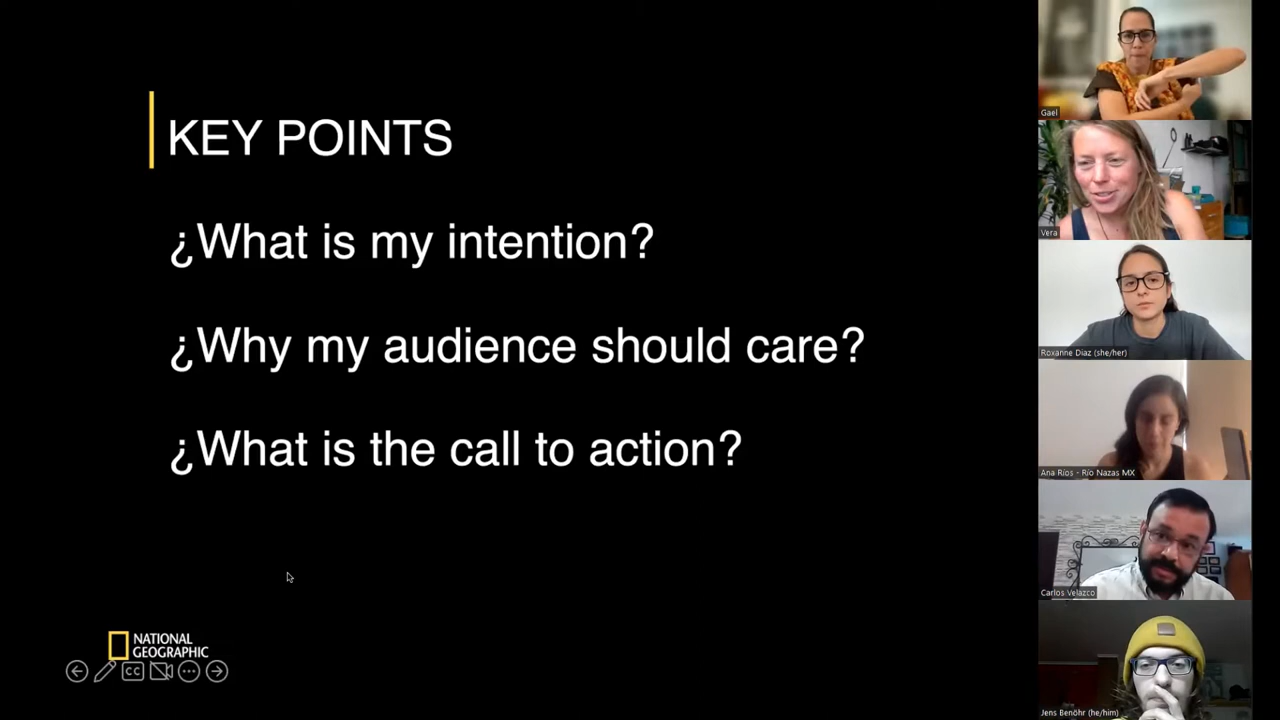 KEY POINTS
¿What is my intention?
¿Why my audience should care?
¿What is the call to action?
NATIONAL
GEOGRAPHIC
CC
Gael
Vera
Roxanne Diaz (she/her)
Ana Ríos - Río Nazas MX
Carlos Velazco
Jens Benöhr (he/him)